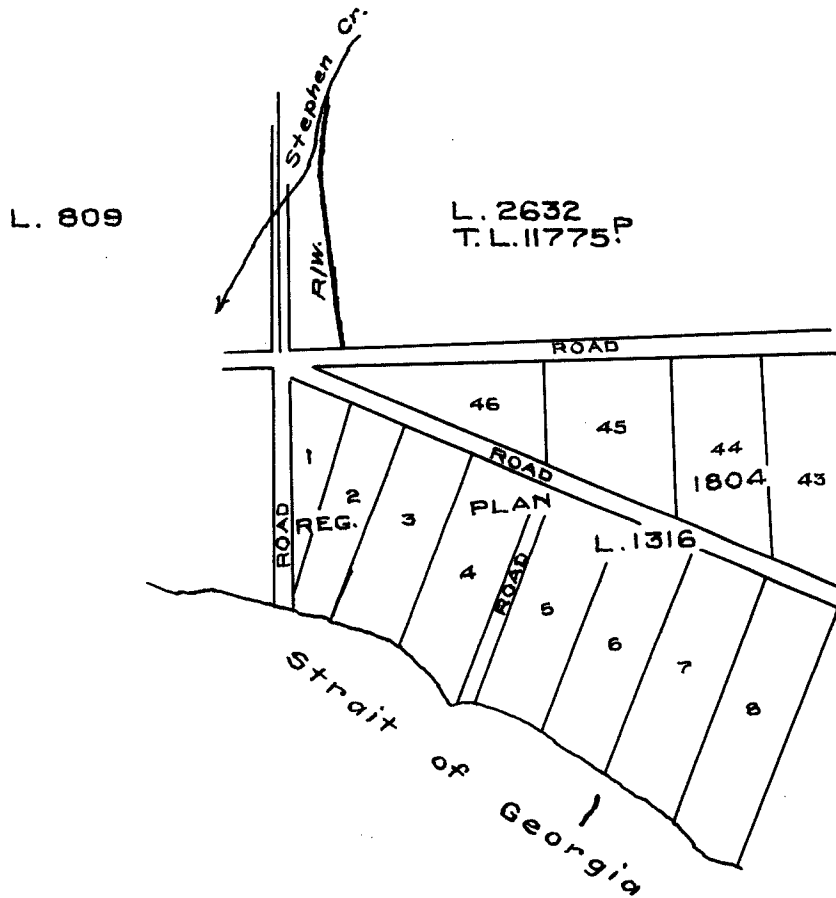 Stephen Cr.
L. 809
L. 2632
T. L. 11775P
R/W.
ROAD
46
45
44
43
1804
ROAD
1
2
3
4
REG.
PLAN
L. 1316
ROAD
ROAD
5
6
7
8
Strait of Georgia